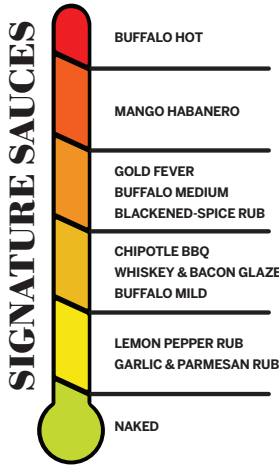 SIGNATURE SAUCES
BUFFALO HOT
MANGO HABANERO
GOLD FEVER
BUFFALO MEDIUM
BLACKENED-SPICE RUB
CHIPOTLE BBQ
WHISKEY & BACON GLAZE
BUFFALO MILD
LEMON PEPPER RUB
GARLIC & PARMESAN RUB
NAKED